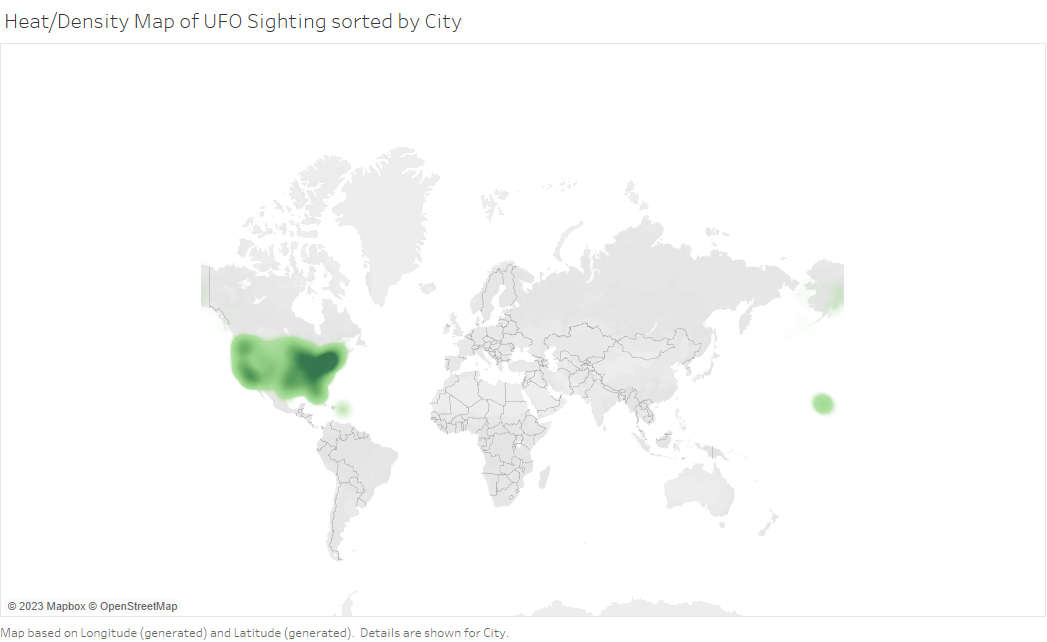 Heat/Density Map of UFO Sighting sorted by City
© 2023 Mapbox © OpenStreetMap
Map based on Longitude (generated) and Latitude (generated). Details are shown for City.